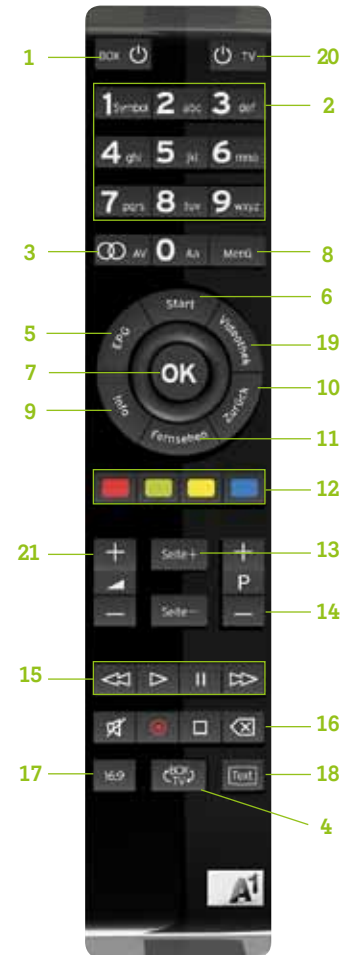 1 BOX TV 20
1 Symbol 2 abc 3 def 2
4 ghi 5 jkl 6 mno
7 pqrs 8 tuv 9 wxyz
3 AV 0 Menü 8
Start 6
5 EPG Videothek 19
7 OK
9 Info Zurück 10
Fernsehen 11
12
21 + Seite+ + 13
P
− Seite− − 14
15
16
17 16:9 BOX TV Text 18
4
A1